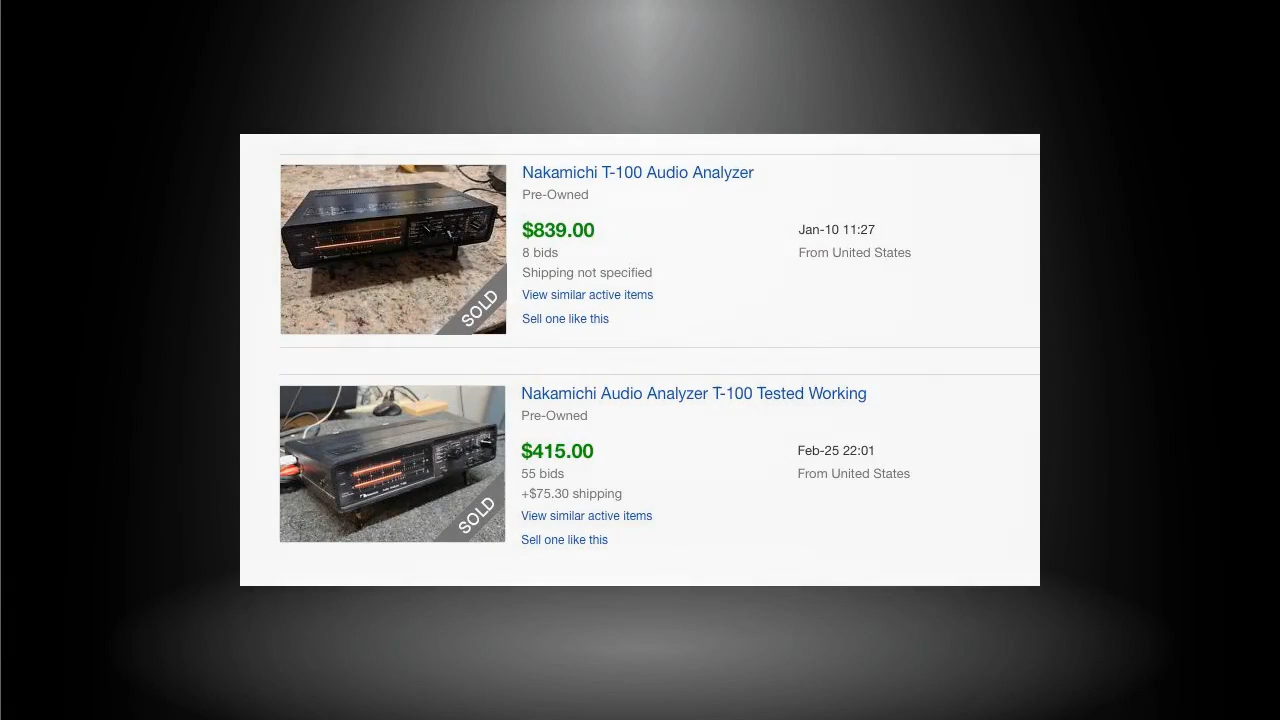 Nakamichi T-100 Audio Analyzer
Pre-Owned
$839.00
Jan-10 11:27
8 bids
From United States
Shipping not specified
View similar active items
Sell one like this
SOLD
Nakamichi Audio Analyzer T-100 Tested Working
Pre-Owned
$415.00
Feb-25 22:01
55 bids
From United States
+$75.30 shipping
View similar active items
Sell one like this
SOLD